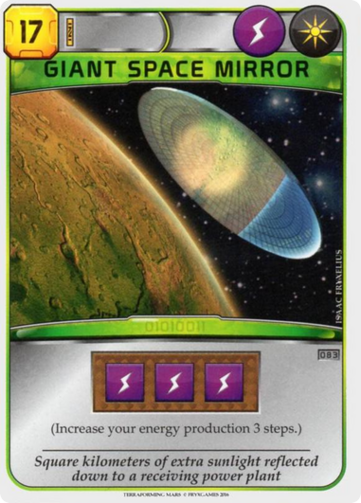 17
GIANT SPACE MIRROR
ISAAC FRYXELIUS
01010011
083
(Increase your energy production 3 steps.)
Square kilometers of extra sunlight reflected
down to a receiving power plant
TERRAFORMING MARS © FRYXGAMES 2016